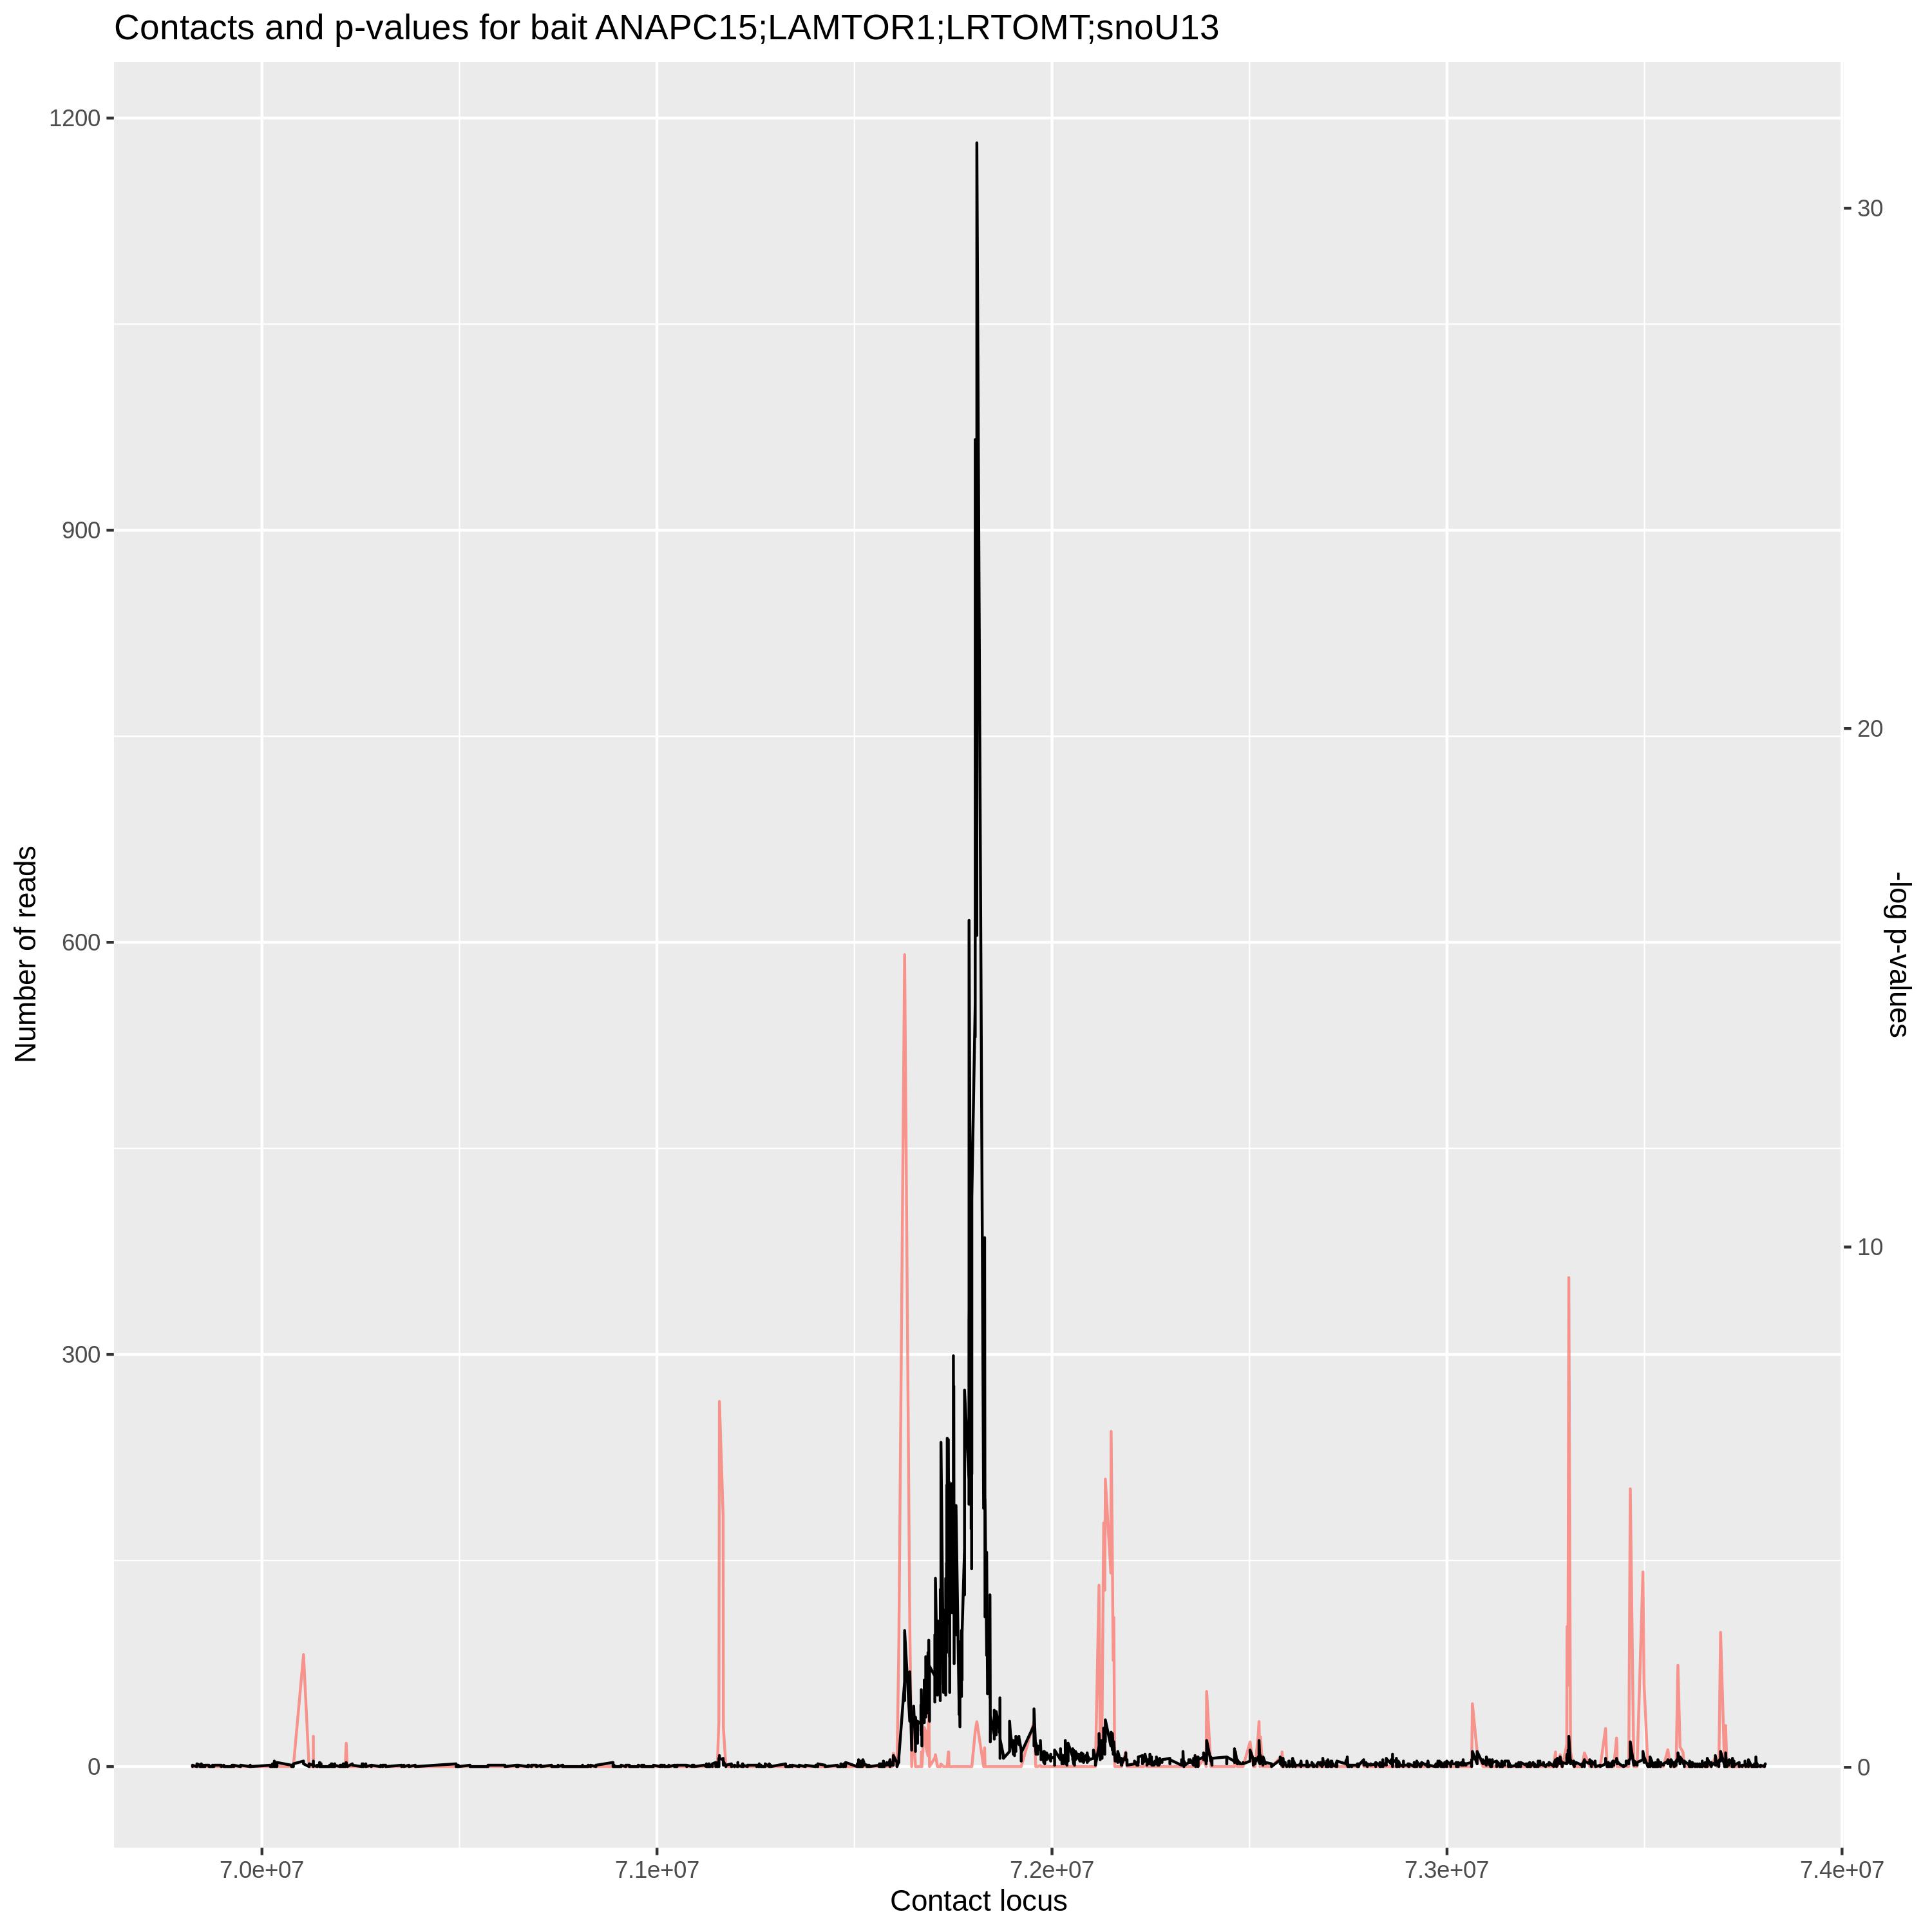 Contacts and p-values for bait ANAPC15;LAMTOR1;LRTOMT;snoU13
1200
900
600
300
0
Number of reads
30
20
10
0
-log p-values
7.0e+07 7.1e+07 7.2e+07 7.3e+07 7.4e+07
Contact locus